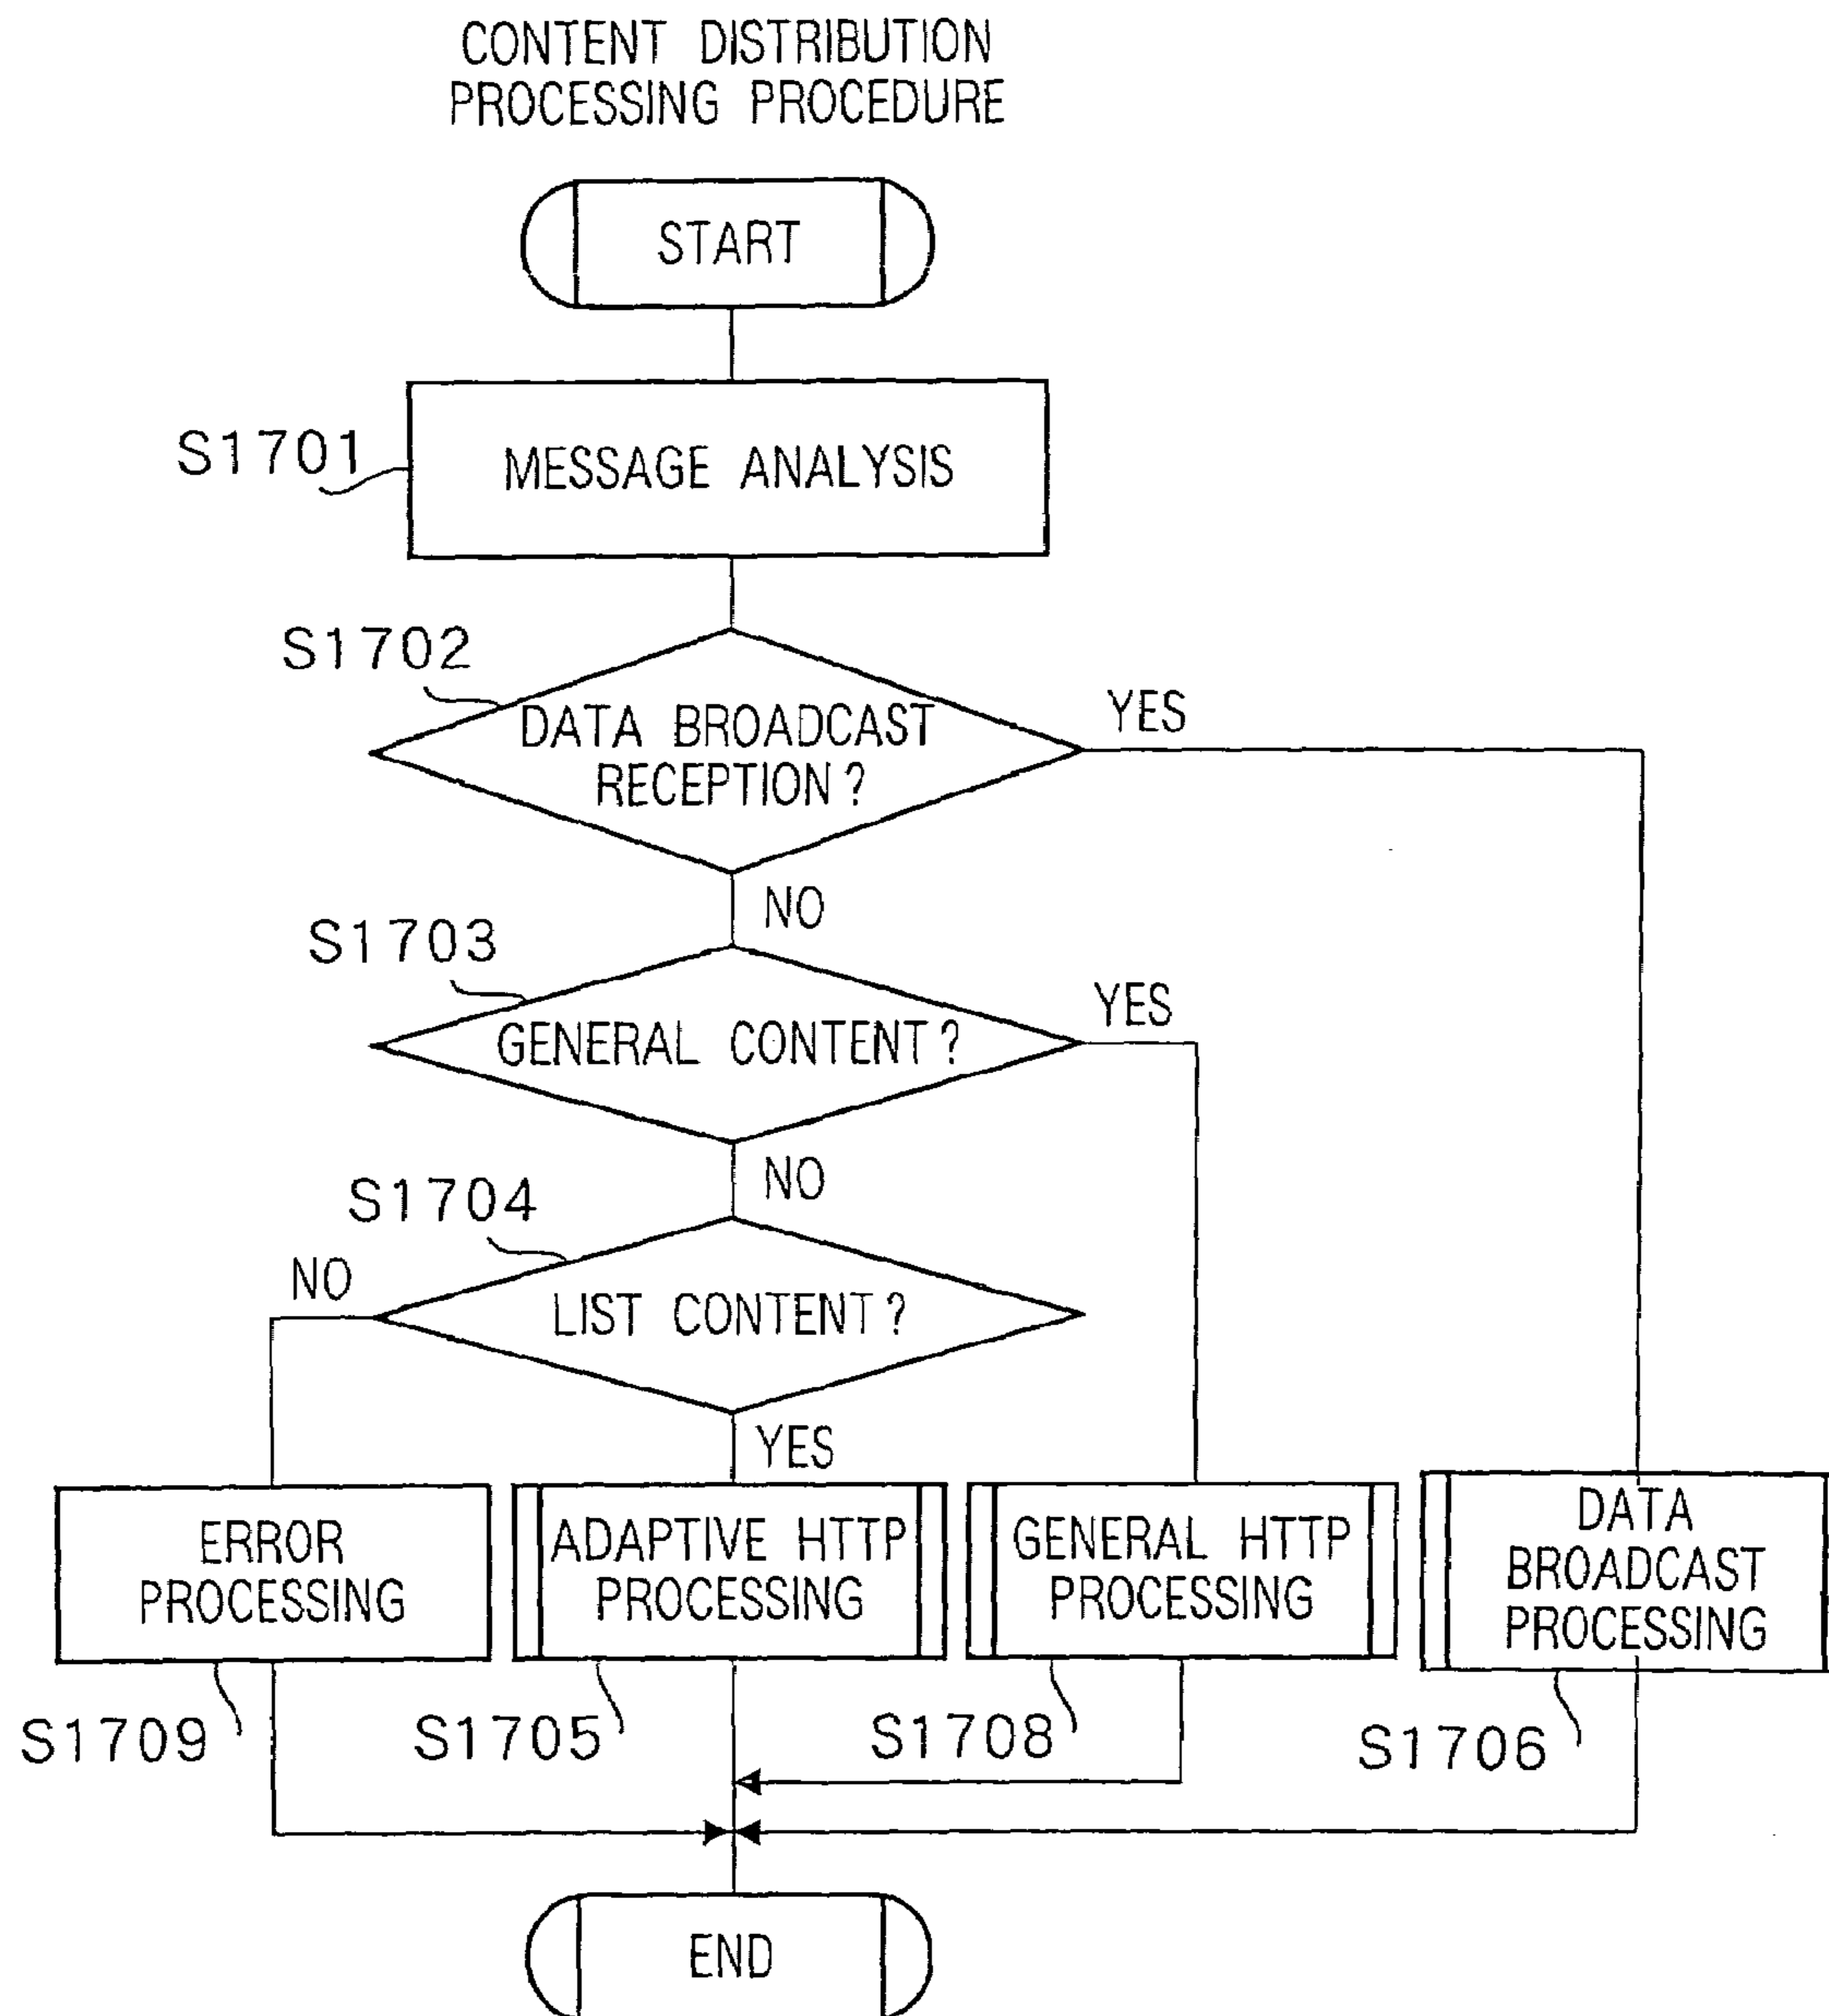 CONTENT DISTRIBUTION
PROCESSING PROCEDURE
START
S1701
MESSAGE ANALYSIS
S1702
DATA BROADCAST
RECEPTION?
YES
NO
S1703
GENERAL CONTENT?
YES
NO
S1704
LIST CONTENT?
NO
YES
ERROR
PROCESSING
ADAPTIVE HTTP
PROCESSING
GENERAL HTTP
PROCESSING
DATA
BROADCAST
PROCESSING
S1709
S1705
S1708
S1706
END